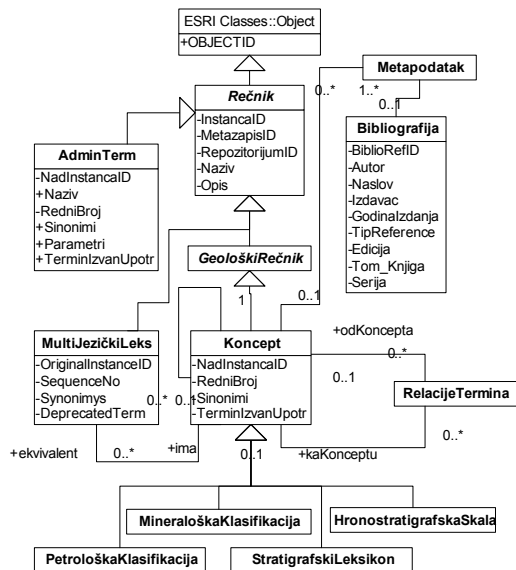 ESRI Classes::Object
+OBJECTID
Metapodatak
0..*
1..*
0..1
Rečnik
-InstancaID
-MetazapisID
-RepozitorijumID
-Naziv
-Opis
Bibliografija
-BiblioRefID
-Autor
-Naslov
-Izdavac
-GodinaIzdanja
-TipReference
-Edicija
-Tom_Knjiga
-Serija
AdminTerm
-NadInstancaID
+Naziv
-RedniBroj
+Sinonimi
+Parametri
+TerminIzvanUpotr
GeološkiRečnik
1
0..1
MultiJezičkiLeks
-OriginalInstanceID
-SequenceNo
-Synonimys
-DeprecatedTerm
0..*
0..1
Koncept
-NadInstancaID
-RedniBroj
-Sinonimi
-TerminIzvanUpotr
+odKoncepta
0..*
0..1
RelacijeTermina
0..*
+kaKonceptu
+ekvivalent
0..*
+ima
0..1
MineraloškaKlasifikacija
HronostratigrafskaSkala
PetrološkaKlasifikacija
StratigrafskiLeksikon